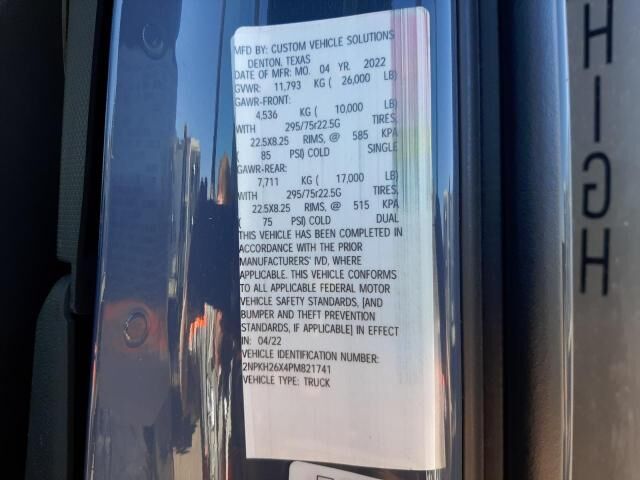 MFD BY: CUSTOM VEHICLE SOLUTIONS
DENTON, TEXAS
DATE OF MFR: MO. 04 YR. 2022
GVWR: 11,793 KG ( 26,000 LB)
GAWR-FRONT:
4,536 KG ( 10,000 LB)
WITH 295/75r22.5G TIRES,
22.5X8.25 RIMS, @ 585 KPA
( 85 PSI) COLD SINGLE
GAWR-REAR:
7,711 KG ( 17,000 LB)
WITH 295/75r22.5G TIRES,
22.5X8.25 RIMS, @ 515 KPA
( 75 PSI) COLD DUAL
THIS VEHICLE HAS BEEN COMPLETED IN
ACCORDANCE WITH THE PRIOR
MANUFACTURERS' IVD, WHERE
APPLICABLE. THIS VEHICLE CONFORMS
TO ALL APPLICABLE FEDERAL MOTOR
VEHICLE SAFETY STANDARDS, [AND
BUMPER AND THEFT PREVENTION
STANDARDS, IF APPLICABLE] IN EFFECT
IN: 04/22
VEHICLE IDENTIFICATION NUMBER:
2NPKH26X4PM821741
VEHICLE TYPE: TRUCK
HIGH